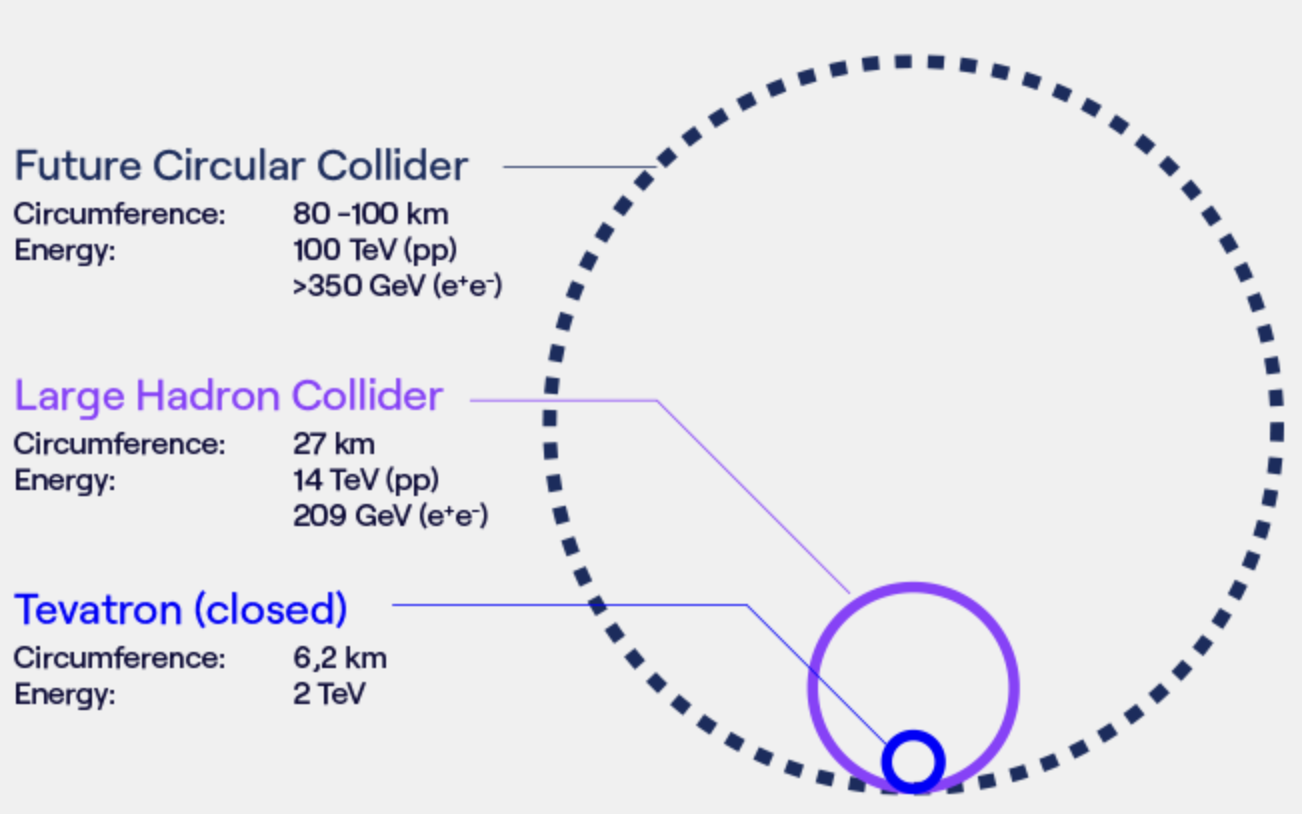 Future Circular Collider
Circumference: 80 -100 km
Energy: 100 TeV (pp)
>350 GeV (e⁺e⁻)
Large Hadron Collider
Circumference: 27 km
Energy: 14 TeV (pp)
209 GeV (e⁺e⁻)
Tevatron (closed)
Circumference: 6,2 km
Energy: 2 TeV